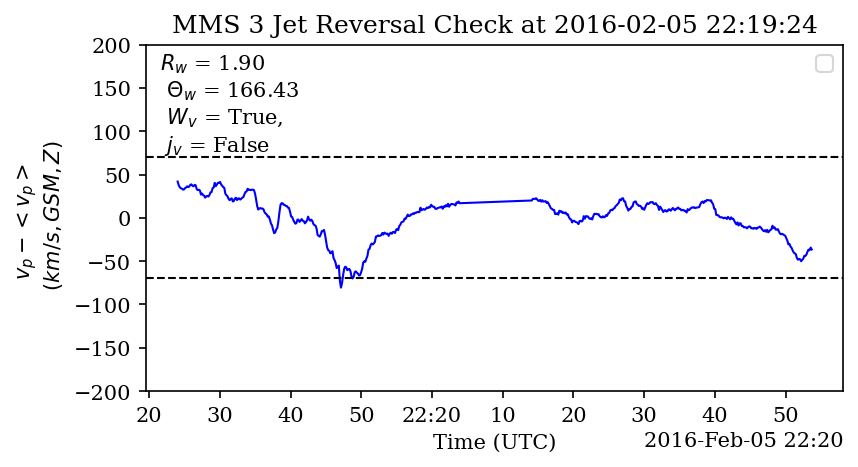 MMS 3 Jet Reversal Check at 2016-02-05 22:19:24
R_w = 1.90
Θ_w = 166.43
W_v = True,
j_v = False
v_p − < v_p >
(km/s, GSM, Z)
200
150
100
50
0
−50
−100
−150
−200
20 30 40 50 22:20 10 20 30 40 50
Time (UTC)
2016-Feb-05 22:20